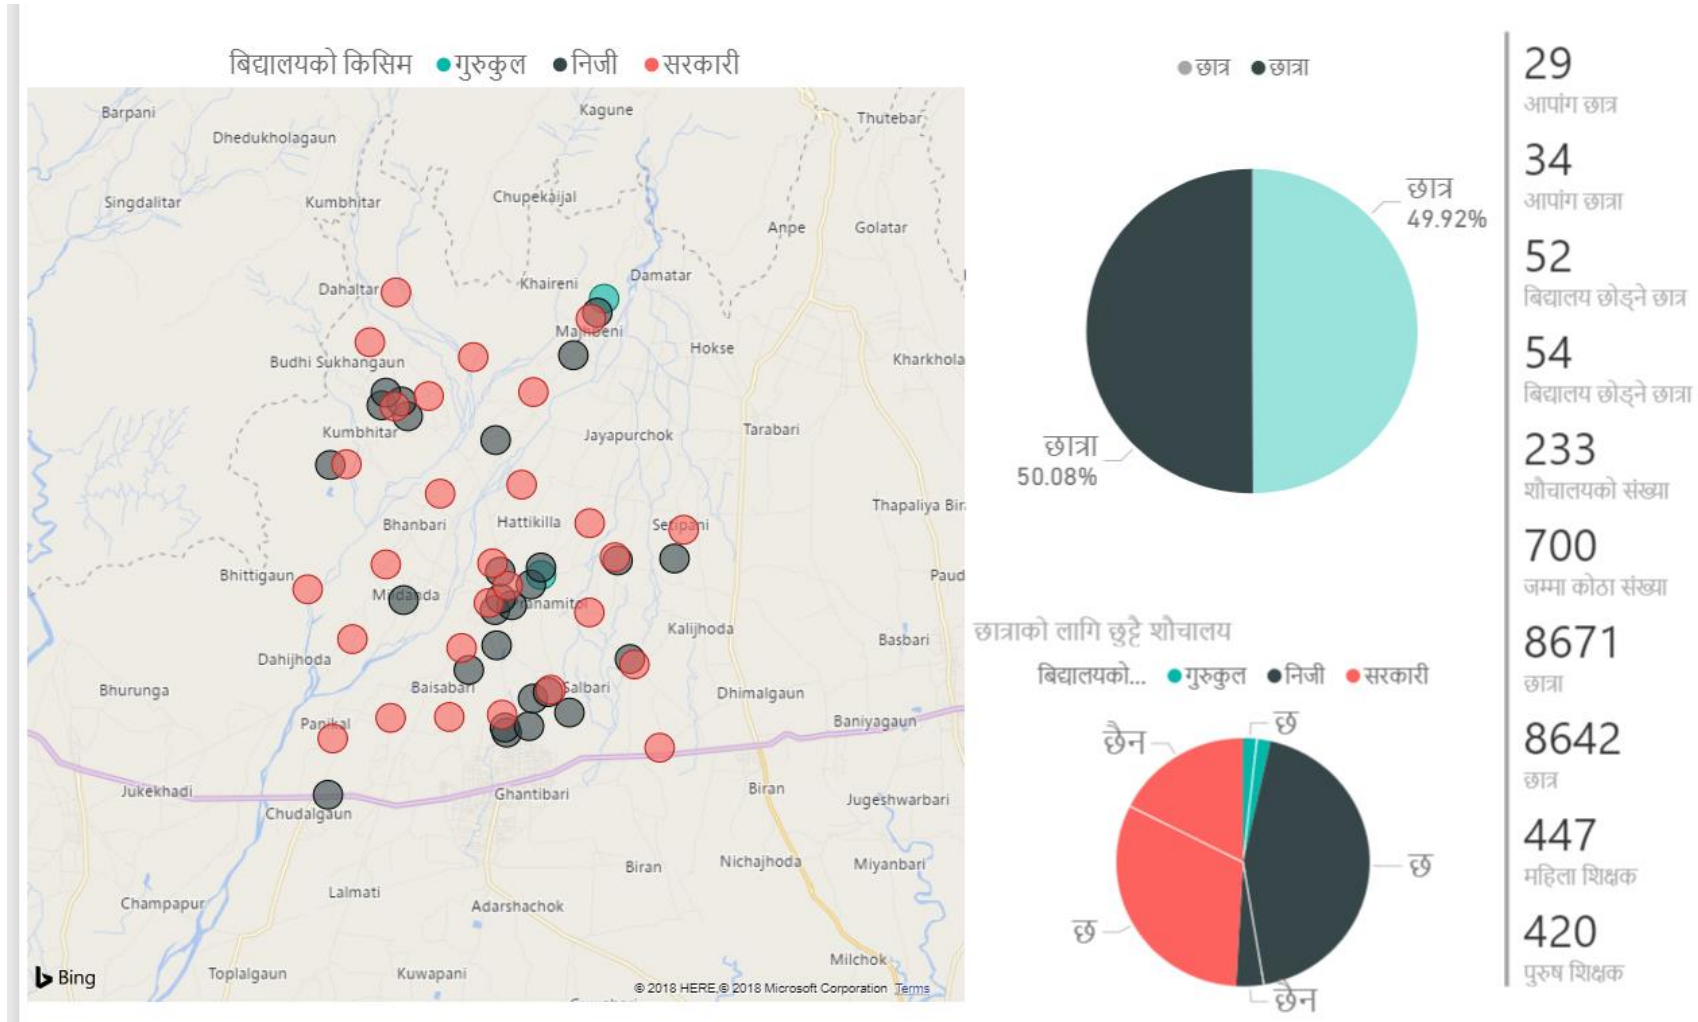 बिद्यालयको किसिम गुरुकुल निजी सरकारी
Barpani
Kagune
Thutebar
Dhedukholagaun
Singdalitar
Kumbhitar
Chupekaijal
Anpe
Golatar
Dahaltar
Khaireni
Damatar
Budhi Sukhangaun
Hokse
Kumbhitar
Jayapurchok
Tarabari
Bhanbari
Hattikilla
Bhittigaun
Kalijhoda
Basbari
Dahijhoda
Bhurunga
Baisabari
Salbari
Dhimalgaun
Baniyagaun
Jukekhadi
Chudalgaun
Ghantibari
Biran
Jugeshwarbari
Biran
Nichajhoda
Miyanbari
Champapur
Lalmati
Adarshachok
Milchok
Toplalgaun
Kuwapani
Bing
© 2018 HERE,© 2018 Microsoft Corporation Terms
छात्र छात्रा
छात्र
49.92%
छात्रा
50.08%
छात्राको लागि छुट्टै शौचालय
बिद्यालयको... गुरुकुल निजी सरकारी
छैन
छ
छ
छ
छैन
29
आपांग छात्र
34
आपांग छात्रा
52
बिद्यालय छोड्ने छात्र
54
बिद्यालय छोड्ने छात्रा
233
शौचालयको संख्या
700
जम्मा कोठा संख्या
8671
छात्रा
8642
छात्र
447
महिला शिक्षक
420
पुरुष शिक्षक